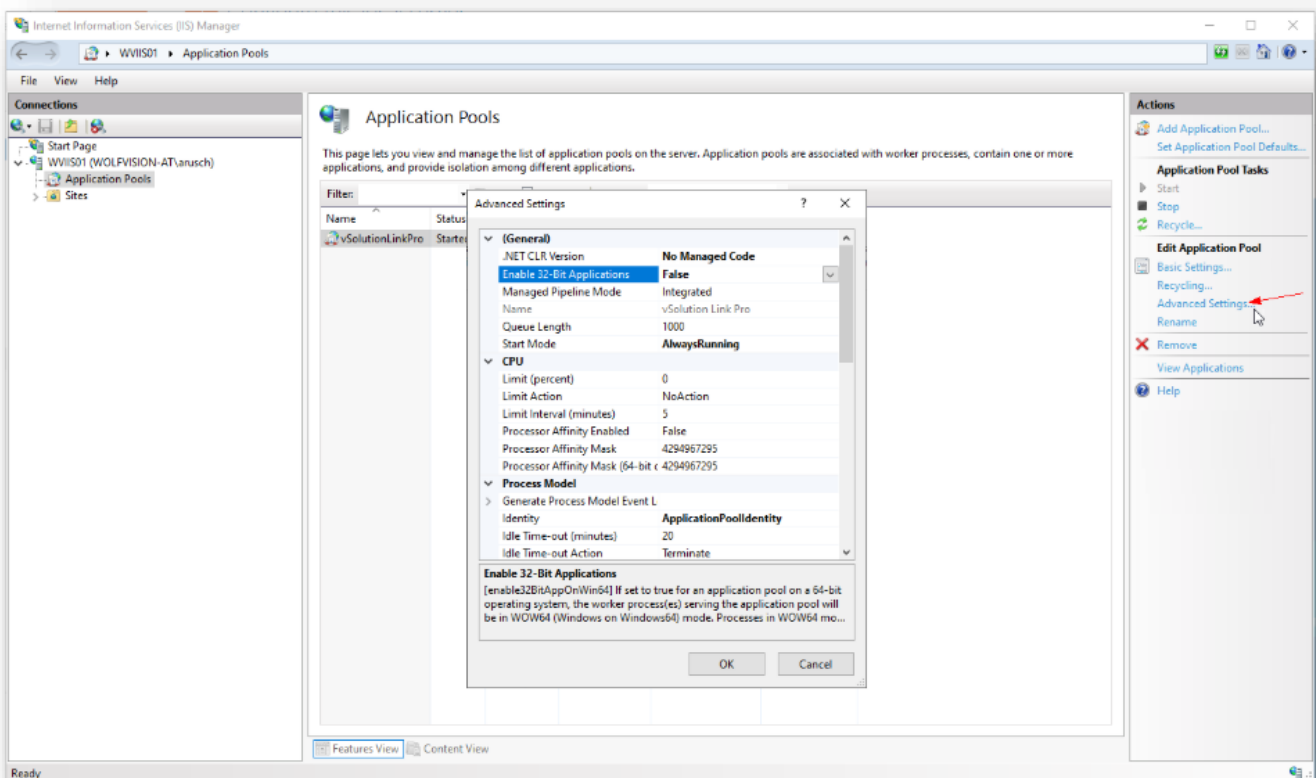 Internet Information Services (IIS) Manager
WVIIS01 Application Pools
File View Help
Connections
Start Page
WVIIS01 (WOLFVISION-AT\arusch)
Application Pools
Sites
Application Pools
This page lets you view and manage the list of application pools on the server. Application pools are associated with worker processes, contain one or more
applications, and provide isolation among different applications.
Filter:
Name Status
vSolutionLinkPro Starte
Advanced Settings ?
(General)
.NET CLR Version No Managed Code
Enable 32-Bit Applications False
Managed Pipeline Mode Integrated
Name vSolution Link Pro
Queue Length 1000
Start Mode AlwaysRunning
CPU
Limit (percent) 0
Limit Action NoAction
Limit Interval (minutes) 5
Processor Affinity Enabled False
Processor Affinity Mask 4294967295
Processor Affinity Mask (64-bit c 4294967295
Process Model
Generate Process Model Event L
Identity ApplicationPoolIdentity
Idle Time-out (minutes) 20
Idle Time-out Action Terminate
Enable 32-Bit Applications
[enable32BitAppOnWin64] If set to true for an application pool on a 64-bit
operating system, the worker process(es) serving the application pool will
be in WOW64 (Windows on Windows64) mode. Processes in WOW64 mo...
OK Cancel
Features View Content View
Actions
Add Application Pool...
Set Application Pool Defaults...
Application Pool Tasks
Start
Stop
Recycle...
Edit Application Pool
Basic Settings...
Recycling...
Advanced Settings...
Rename
Remove
View Applications
Help
Ready